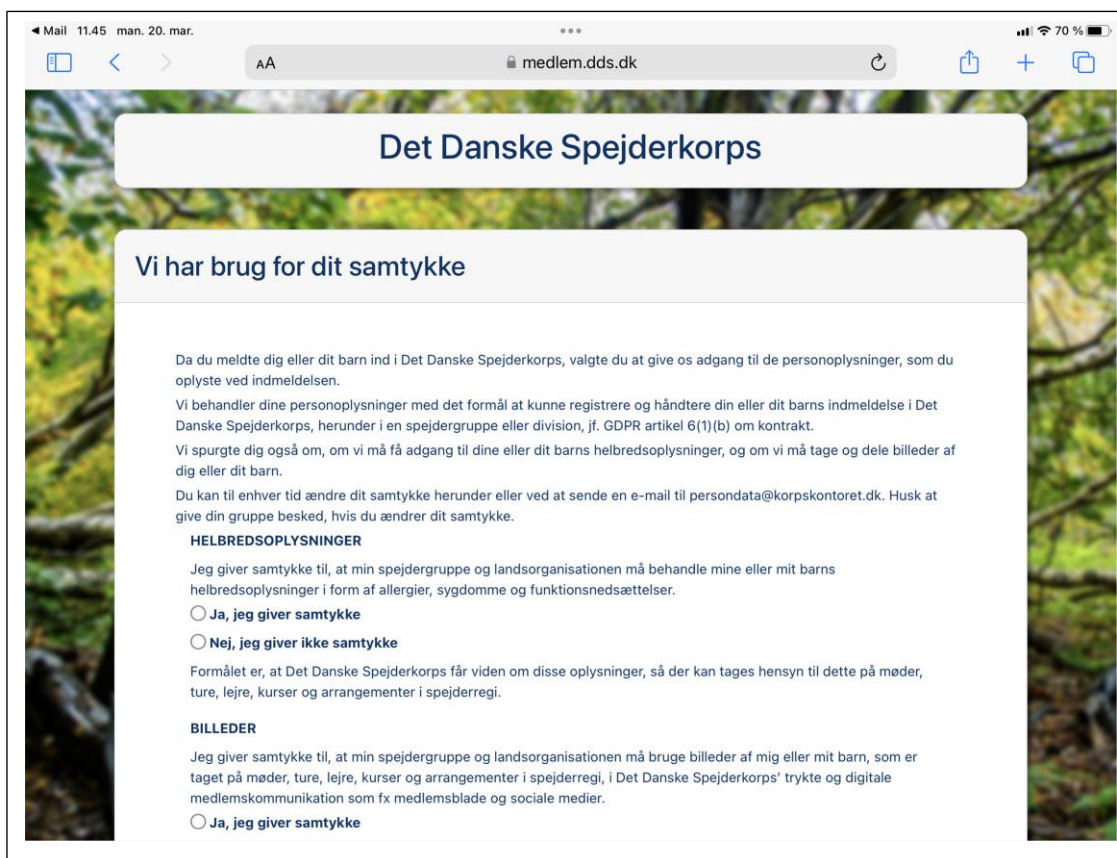 Mail 11.45 man. 20. mar. 70 %
AA medlem.dds.dk
Det Danske Spejderkorps
Vi har brug for dit samtykke
Da du meldte dig eller dit barn ind i Det Danske Spejderkorps, valgte du at give os adgang til de personoplysninger, som du
oplyste ved indmeldelsen.
Vi behandler dine personoplysninger med det formål at kunne registrere og håndtere din eller dit barns indmeldelse i Det
Danske Spejderkorps, herunder i en spejdergruppe eller division, jf. GDPR artikel 6(1)(b) om kontrakt.
Vi spurgte dig også om, om vi må få adgang til dine eller dit barns helbredsoplysninger, og om vi må tage og dele billeder af
dig eller dit barn.
Du kan til enhver tid ændre dit samtykke herunder eller ved at sende en e-mail til persondata@korpskontoret.dk. Husk at
give din gruppe besked, hvis du ændrer dit samtykke.
HELBREDSOPLYSNINGER
Jeg giver samtykke til, at min spejdergruppe og landsorganisationen må behandle mine eller mit barns
helbredsoplysninger i form af allergier, sygdomme og funktionsnedsættelser.
Ja, jeg giver samtykke
Nej, jeg giver ikke samtykke
Formålet er, at Det Danske Spejderkorps får viden om disse oplysninger, så der kan tages hensyn til dette på møder,
ture, lejre, kurser og arrangementer i spejderregi.
BILLEDER
Jeg giver samtykke til, at min spejdergruppe og landsorganisationen må bruge billeder af mig eller mit barn, som er
taget på møder, ture, lejre, kurser og arrangementer i spejderregi, i Det Danske Spejderkorps' trykte og digitale
medlemskommunikation som fx medlemsblade og sociale medier.
Ja, jeg giver samtykke